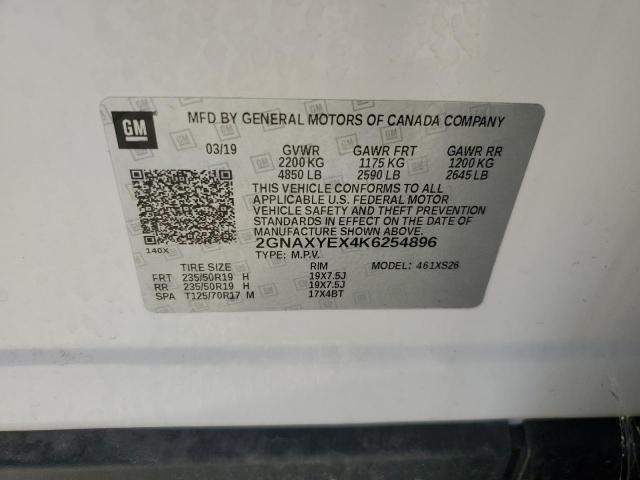 GM
MFD BY GENERAL MOTORS OF CANADA COMPANY
03/19 GVWR GAWR FRT GAWR RR
2200 KG 1175 KG 1200 KG
4850 LB 2590 LB 2645 LB
THIS VEHICLE CONFORMS TO ALL
APPLICABLE U.S. FEDERAL MOTOR
VEHICLE SAFETY AND THEFT PREVENTION
STANDARDS IN EFFECT ON THE DATE OF
MANUFACTURE SHOWN ABOVE.
140X 2GNAXYEX4K6254896
TYPE: M.P.V. MODEL: 461XS26
TIRE SIZE RIM
FRT 235/50R19 H 19X7.5J
RR 235/50R19 H 19X7.5J
SPA T125/70R17 M 17X4BT